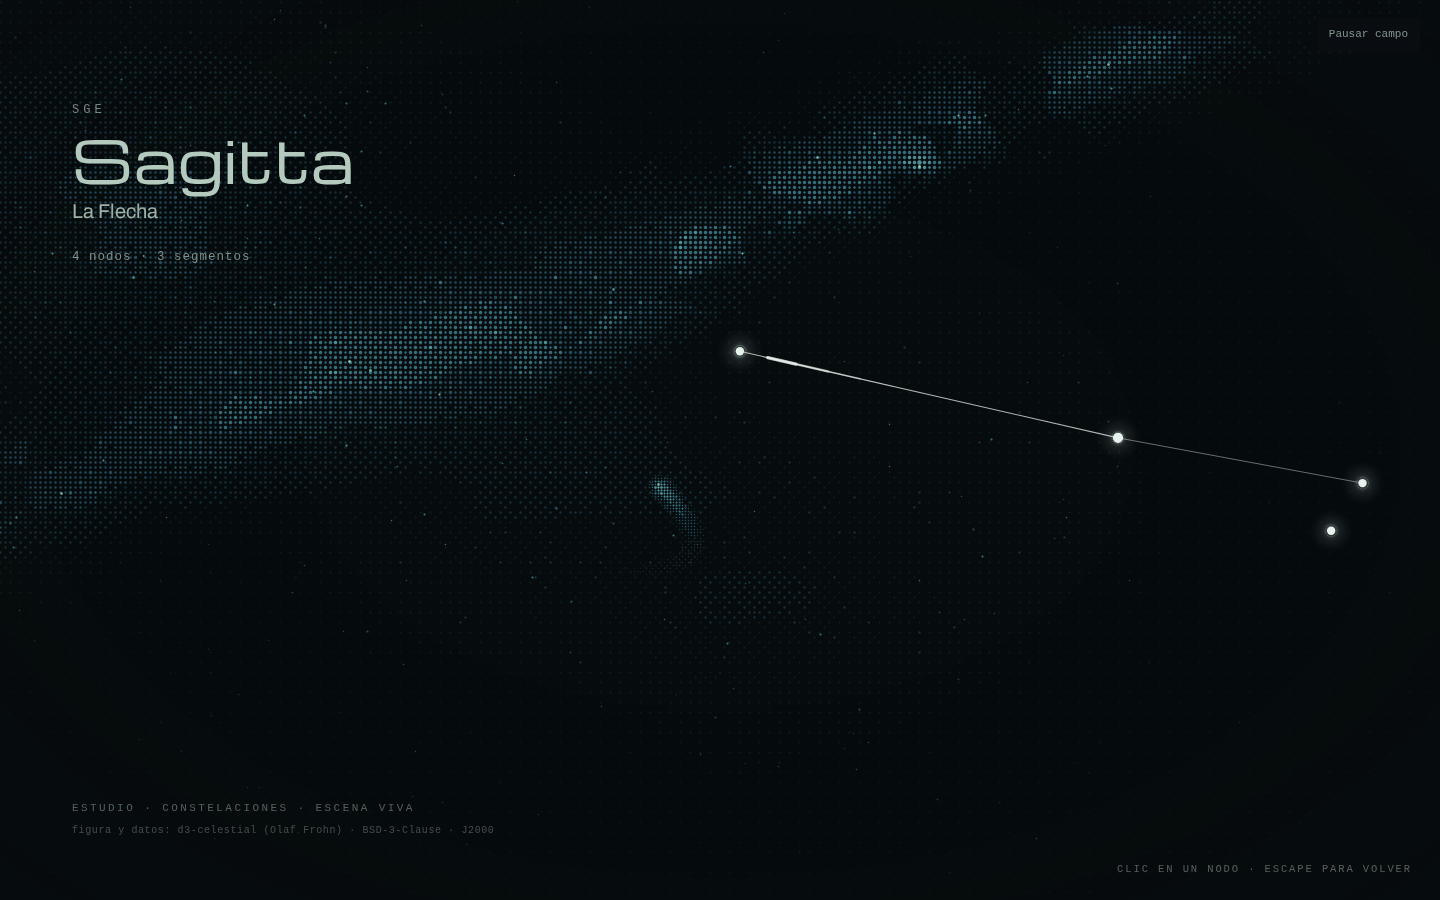 Pausar campo
SGE
Sagitta
La Flecha
4 nodos · 3 segmentos
ESTUDIO · CONSTELACIONES · ESCENA VIVA
figura y datos: d3-celestial (Olaf Frohn) · BSD-3-Clause · J2000
CLIC EN UN NODO · ESCAPE PARA VOLVER